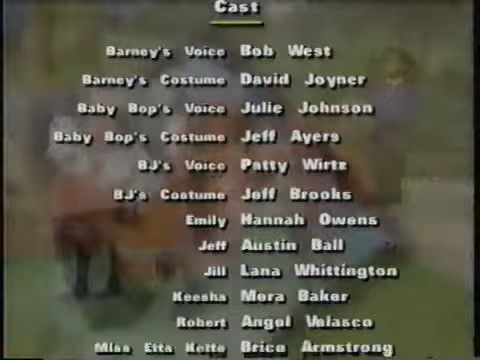 Cast
Barney's Voice Bob West
Barney's Costume David Joyner
Baby Bop's Voice Julie Johnson
Baby Bop's Costume Jeff Ayers
BJ's Voice Patty Wirtz
BJ's Costume Jeff Brooks
Emily Hannah Owens
Jeff Austin Ball
Jill Lana Whittington
Keesha Mera Baker
Robert Angel Velasco
Miss Etta Kette Brice Armstrong